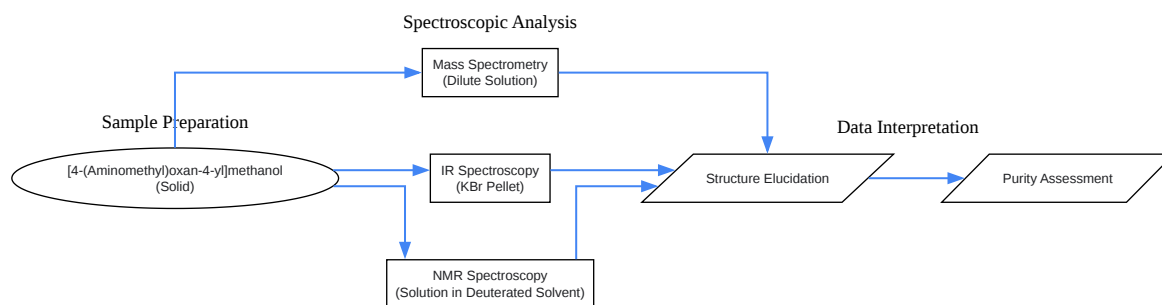 Spectroscopic Analysis
Mass Spectrometry
(Dilute Solution)
Sample Preparation
Data Interpretation
[4-(Aminomethyl)oxan-4-yl]methanol
(Solid)
IR Spectroscopy
(KBr Pellet)
Structure Elucidation
Purity Assessment
NMR Spectroscopy
(Solution in Deuterated Solvent)